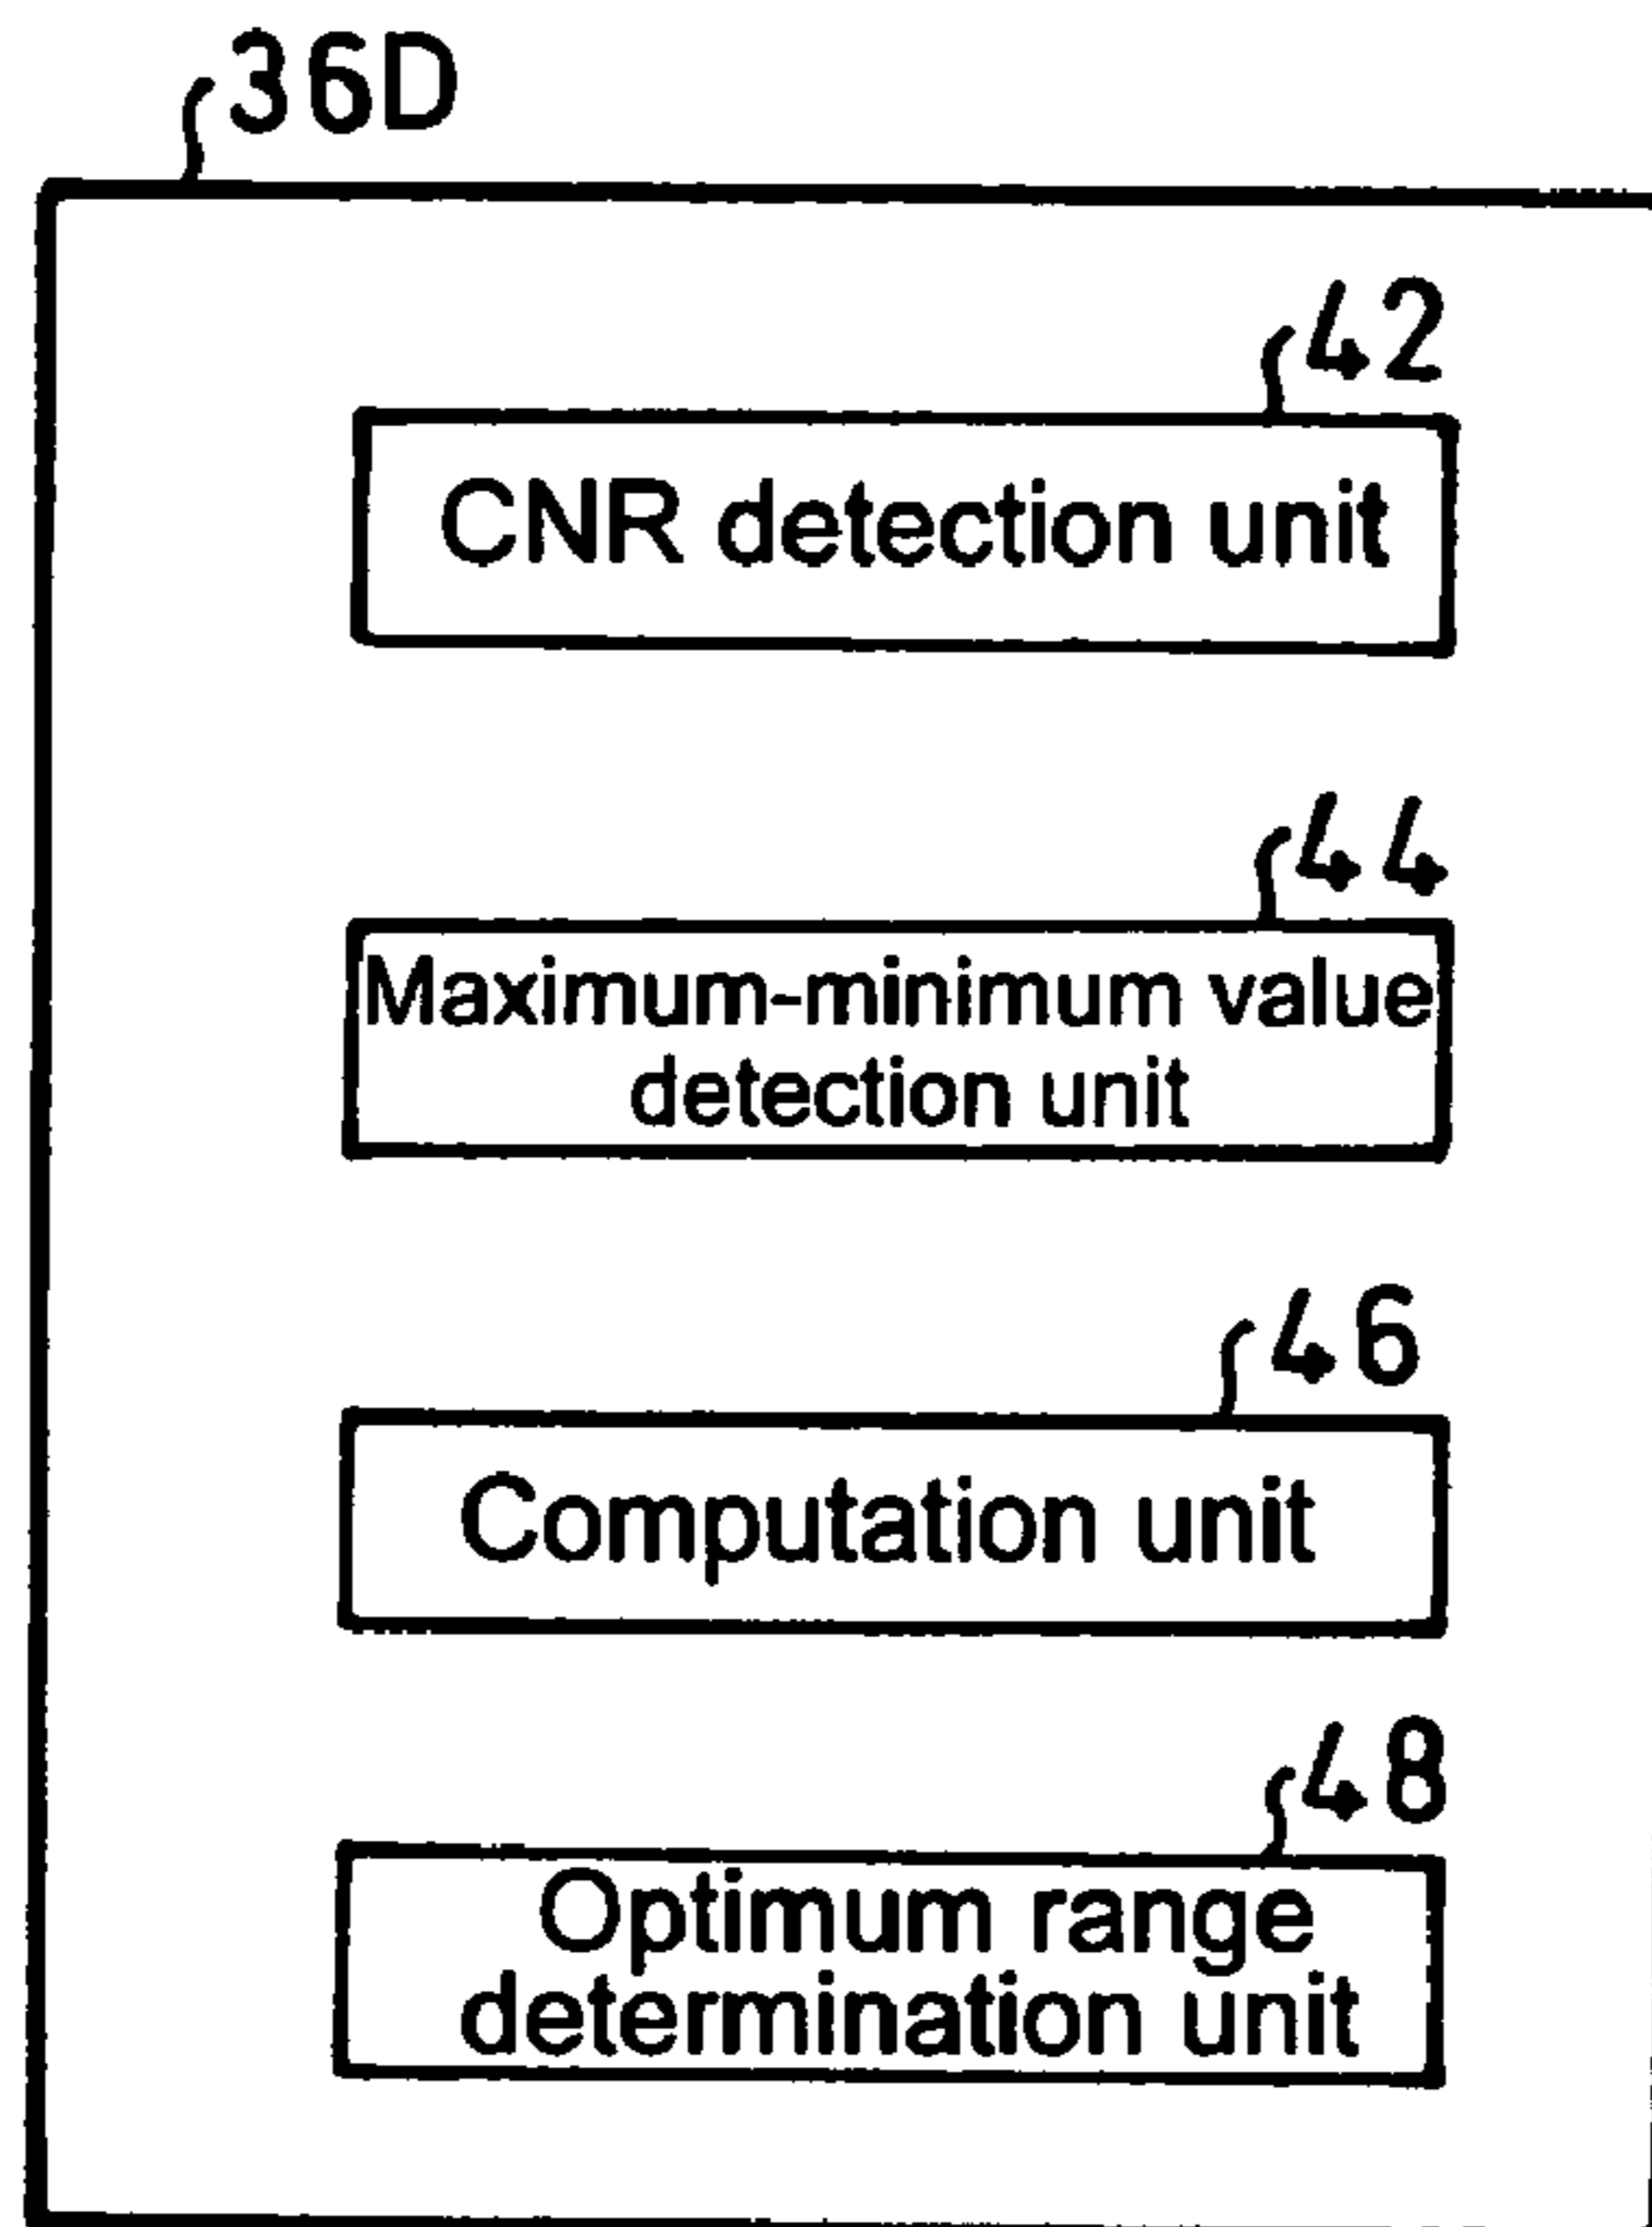 36D
42
CNR detection unit
44
Maximum-minimum value
detection unit
46
Computation unit
48
Optimum range
determination unit